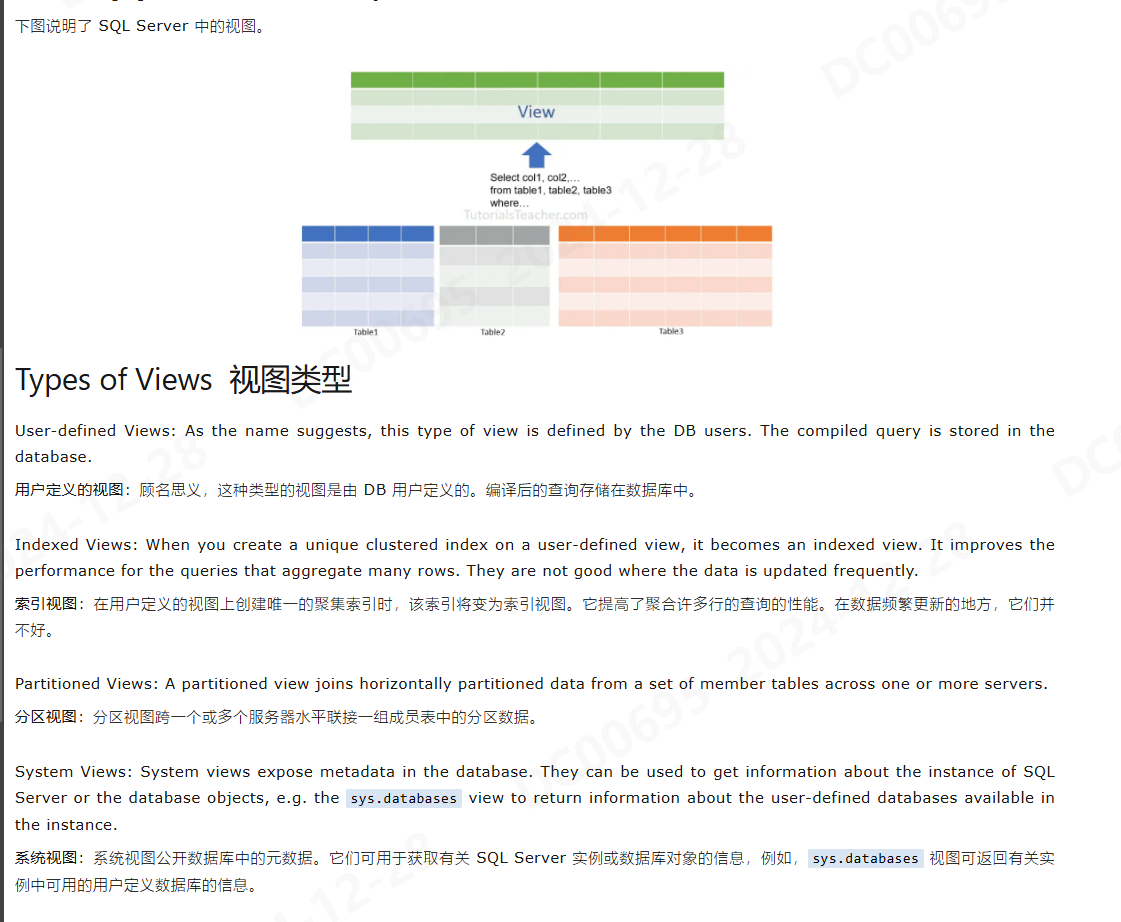 下图说明了 SQL Server 中的视图。
View
Select col1, col2,...
from table1, table2, table3
where...
TutorialsTeacher.com
Table1
Table2
Table3
Types of Views 视图类型
User-defined Views: As the name suggests, this type of view is defined by the DB users. The compiled query is stored in the
database.
用户定义的视图：顾名思义，这种类型的视图是由 DB 用户定义的。编译后的查询存储在数据库中。
Indexed Views: When you create a unique clustered index on a user-defined view, it becomes an indexed view. It improves the
performance for the queries that aggregate many rows. They are not good where the data is updated frequently.
索引视图：在用户定义的视图上创建唯一的聚集索引时，该索引将变为索引视图。它提高了聚合许多行的查询的性能。在数据频繁更新的地方，它们并
不好。
Partitioned Views: A partitioned view joins horizontally partitioned data from a set of member tables across one or more servers.
分区视图：分区视图跨一个或多个服务器水平联接一组成员表中的分区数据。
System Views: System views expose metadata in the database. They can be used to get information about the instance of SQL
Server or the database objects, e.g. the sys.databases view to return information about the user-defined databases available in
the instance.
系统视图：系统视图公开数据库中的元数据。它们可用于获取有关 SQL Server 实例或数据库对象的信息，例如，sys.databases 视图可返回有关实
例中可用的用户定义数据库的信息。
DC00695 2024-12-28
DC00695 2024-12-28